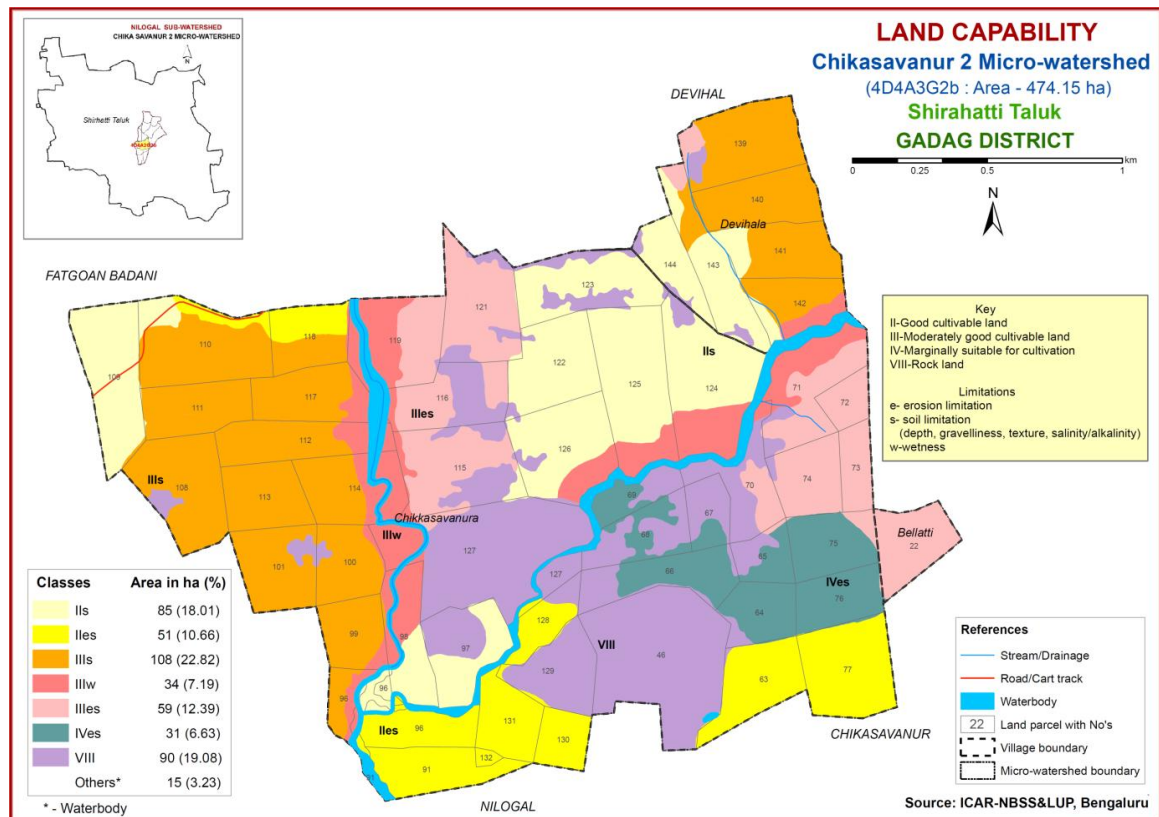 NILOGAL SUB-WATERSHED
CHIKA SAVANUR 2 MICRO-WATERSHED
N
Shirhetti Taluk
4D4A3G2b
LAND CAPABILITY
Chikasavanur 2 Micro-watershed
(4D4A3G2b : Area - 474.15 ha)
Shirahatti Taluk
GADAG DISTRICT
0 0.25 0.5 1 km
N
DEVIHAL
139
140
Devihala
141
144
143
142
FATGOAN BADANI
121
123
110
118
119
IIs
71
109
122
125
124
72
111
117
116
IIIes
112
126
115
73
IIIs
108
114
70
74
113
69
67
Chikkasavanura
IIIw
68
127
75
Bellatti
22
101
100
127
65
66
IVes
76
64
99
98
128
97
VIII
46
129
63
77
96
96
IIes
96
131
130
132
91
91
CHIKASAVANUR
NILOGAL
Key
II-Good cultivable land
III-Moderately good cultivable land
IV-Marginally suitable for cultivation
VIII-Rock land
Limitations
e- erosion limitation
s- soil limitation
(depth, gravelliness, texture, salinity/alkalinity)
w-wetness
Classes Area in ha (%)
IIs 85 (18.01)
IIes 51 (10.66)
IIIs 108 (22.82)
IIIw 34 (7.19)
IIIes 59 (12.39)
IVes 31 (6.63)
VIII 90 (19.08)
Others* 15 (3.23)
* - Waterbody
References
Stream/Drainage
Road/Cart track
Waterbody
22 Land parcel with No's
Village boundary
Micro-watershed boundary
Source: ICAR-NBSS&LUP, Bengaluru